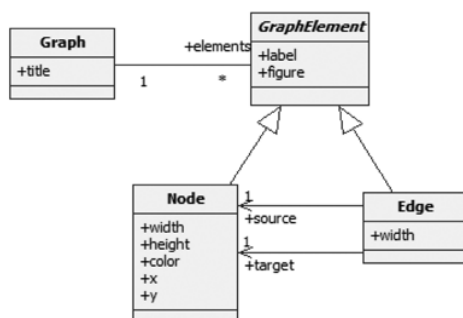 Graph
+title
1
+elements
*
GraphElement
+label
+figure
Node
+width
+height
+color
+x
+y
1
+source
1
+target
Edge
+width